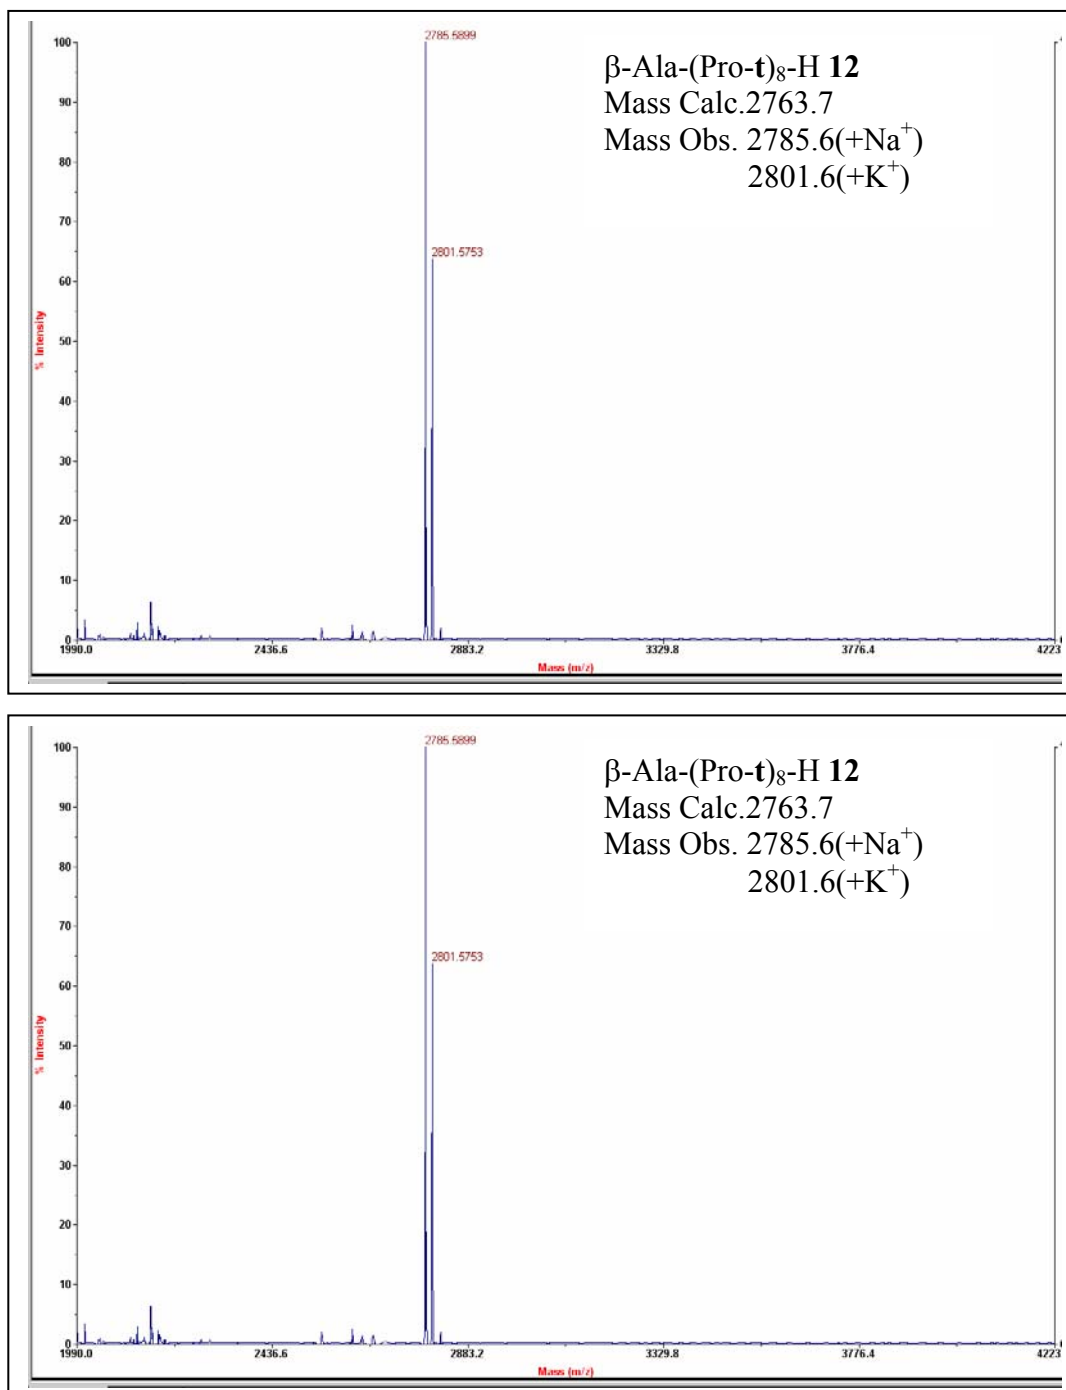 2785.5899
100
β-Ala-(Pro-t)₈-H 12
Mass Calc.2763.7
Mass Obs. 2785.6(+Na⁺)
2801.6(+K⁺)
90
80
70
2801.5753
60
% Intensity
50
40
30
20
10
0
1990.0 2436.6 2883.2 3329.8 3776.4 4223
Mass (m/z)
2785.5899
100
β-Ala-(Pro-t)₈-H 12
Mass Calc.2763.7
Mass Obs. 2785.6(+Na⁺)
2801.6(+K⁺)
90
80
70
2801.5753
60
% Intensity
50
40
30
20
10
0
1990.0 2436.6 2883.2 3329.8 3776.4 4223
Mass (m/z)